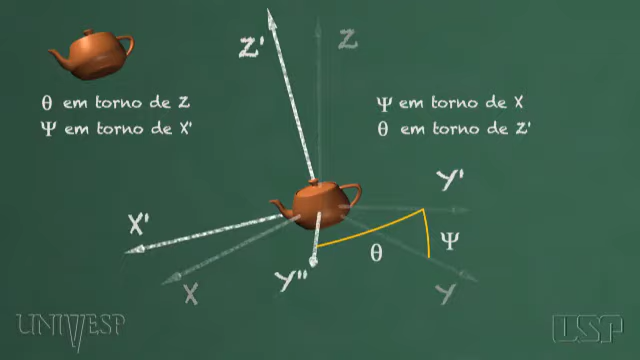 Z'
Z
θ em torno de Z
Ψ em torno de X'
Ψ em torno de X
θ em torno de Z'
Y'
X'
Ψ
θ
Y''
X
Y
UNIVESP
USP